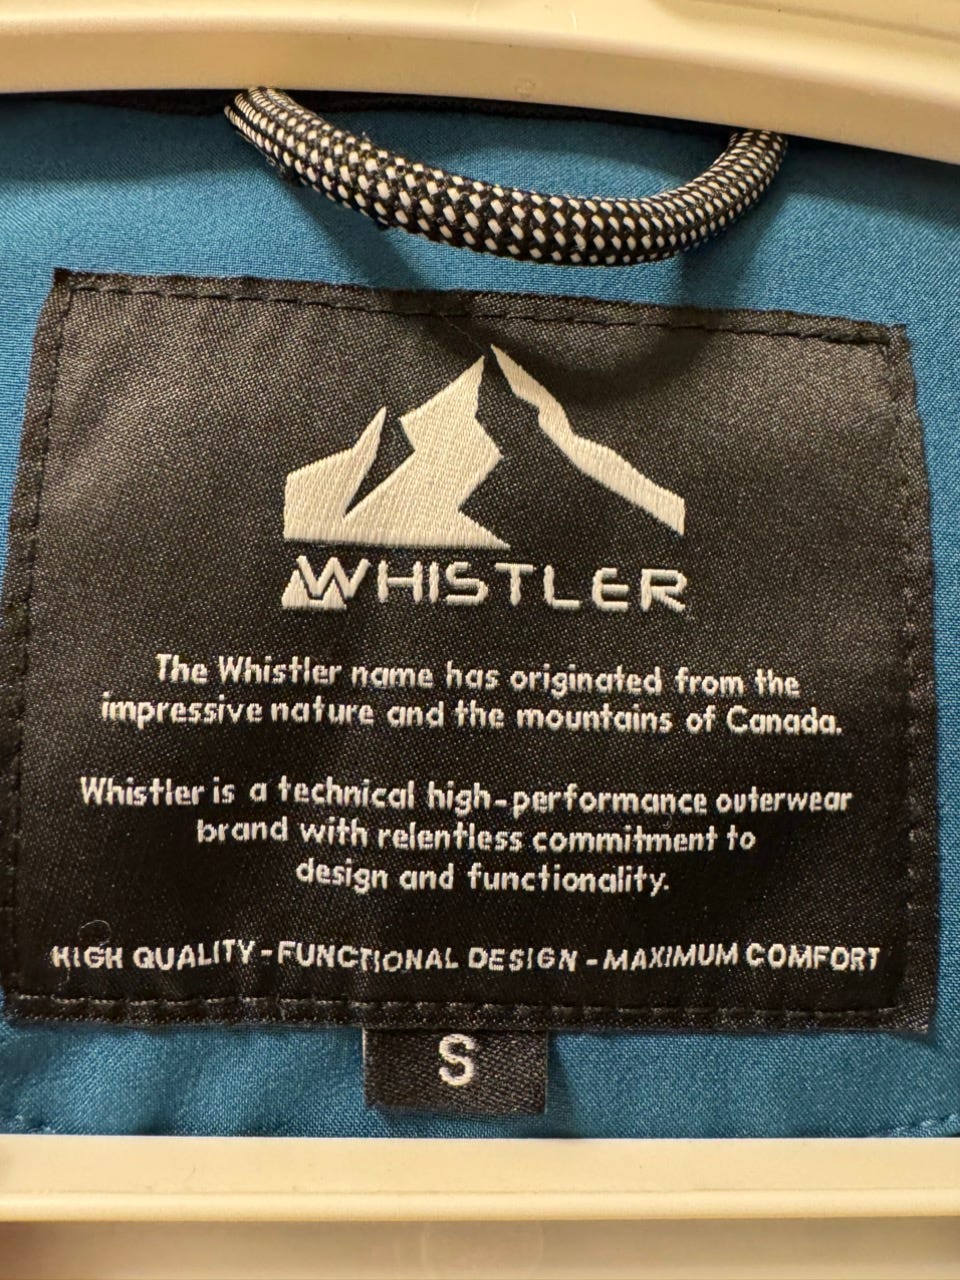 WHISTLER
The Whistler name has originated from the
impressive nature and the mountains of Canada.
Whistler is a technical high-performance outerwear
brand with relentless commitment to
design and functionality.
HIGH QUALITY - FUNCTIONAL DESIGN - MAXIMUM COMFORT
S